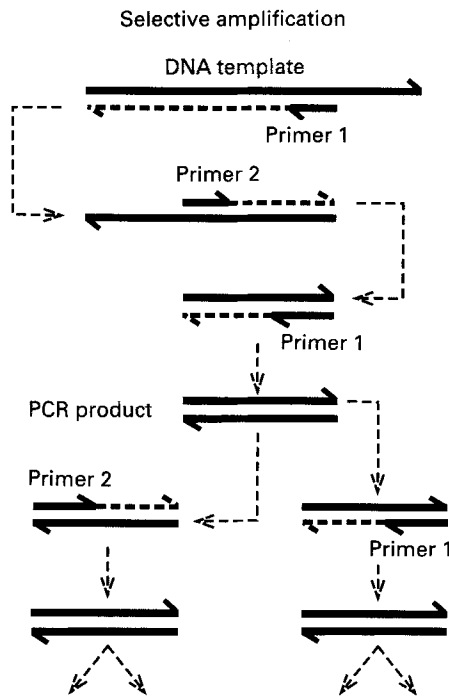 Selective amplification
DNA template
Primer 1
Primer 2
Primer 1
PCR product
Primer 2
Primer 1